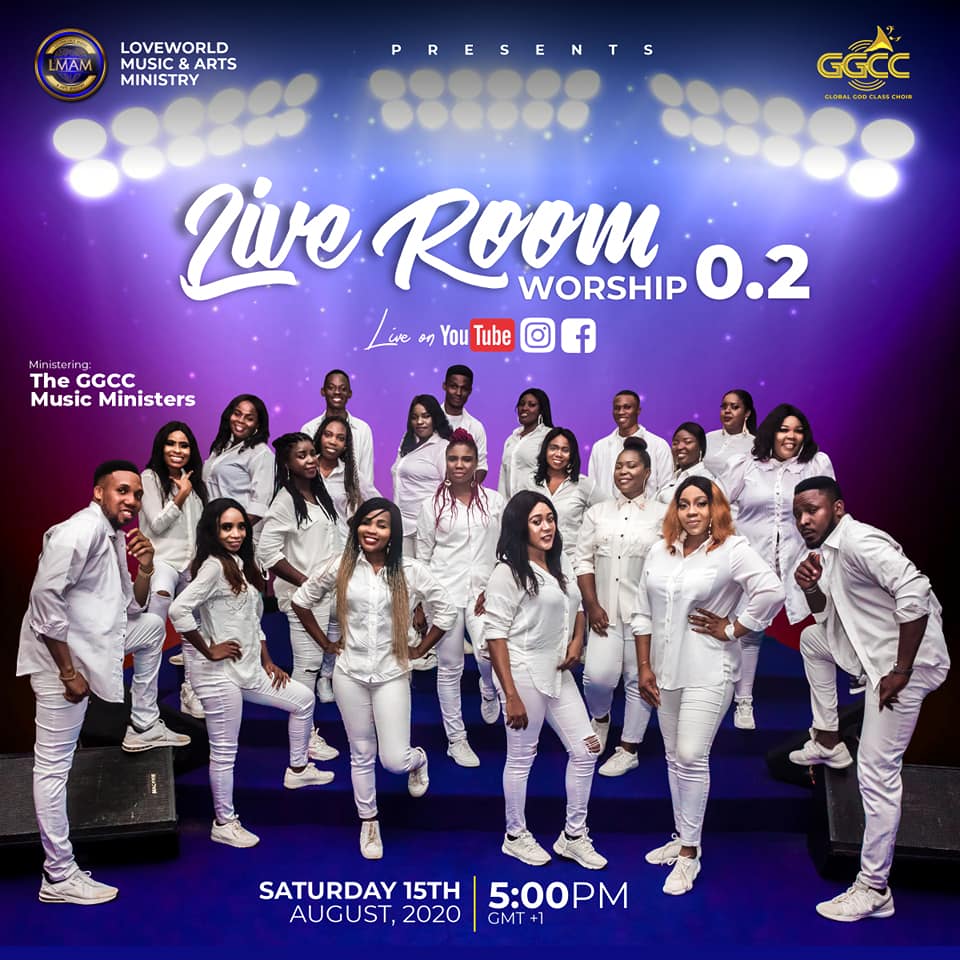 LMAM
LOVEWORLD
MUSIC & ARTS
MINISTRY
PRESENTS
GGCC
GLOBAL GOD CLASS CHOIR
Live Room
WORSHIP 0.2
Live on YouTube
Ministering:
The GGCC
Music Ministers
SATURDAY 15TH
AUGUST, 2020
5:00PM
GMT +1